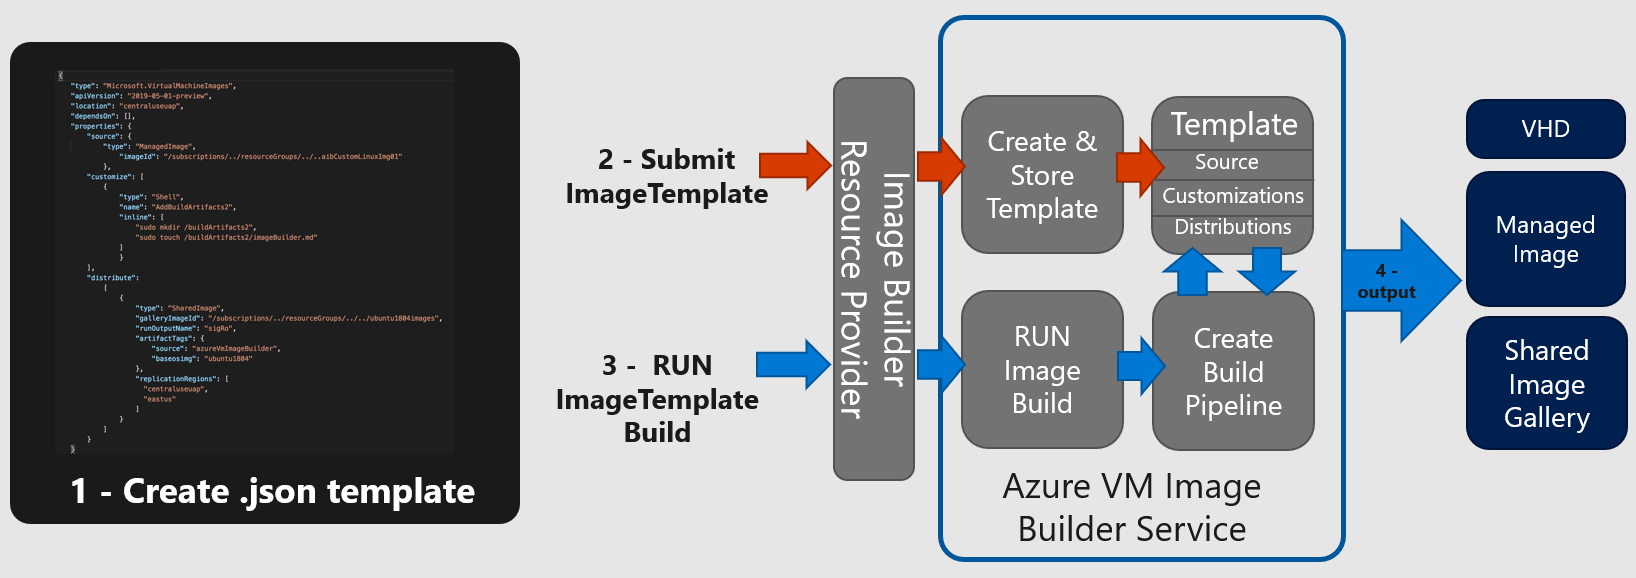 {
"type": "Microsoft.VirtualMachineImages",
"apiVersion": "2019-05-01-preview",
"location": "centraluseuap",
"dependsOn": [],
"properties": {
"source": {
"type": "ManagedImage",
"imageId": "/subscriptions/../resourceGroups/../..aibCustomLinuxImg01"
},
"customize": [
{
"type": "Shell",
"name": "AddBuildArtifacts2",
"inline": [
"sudo mkdir /buildArtifacts2",
"sudo touch /buildArtifacts2/imageBuilder.md"
]
}
],
"distribute":
[
{
"type": "SharedImage",
"galleryImageId": "/subscriptions/../resourceGroups/../../ubuntu1804images",
"runOutputName": "sigRo",
"artifactTags": {
"source": "azureVmImageBuilder",
"baseosimg": "ubuntu1804"
},
"replicationRegions": [
"centraluseuap",
"eastus"
]
}
]
}
}
1 - Create .json template
2 - Submit
ImageTemplate
3 - RUN
ImageTemplate
Build
Image Builder
Resource Provider
Create &
Store
Template
Template
Source
Customizations
Distributions
RUN
Image
Build
Create
Build
Pipeline
Azure VM Image
Builder Service
4 -
output
VHD
Managed
Image
Shared
Image
Gallery